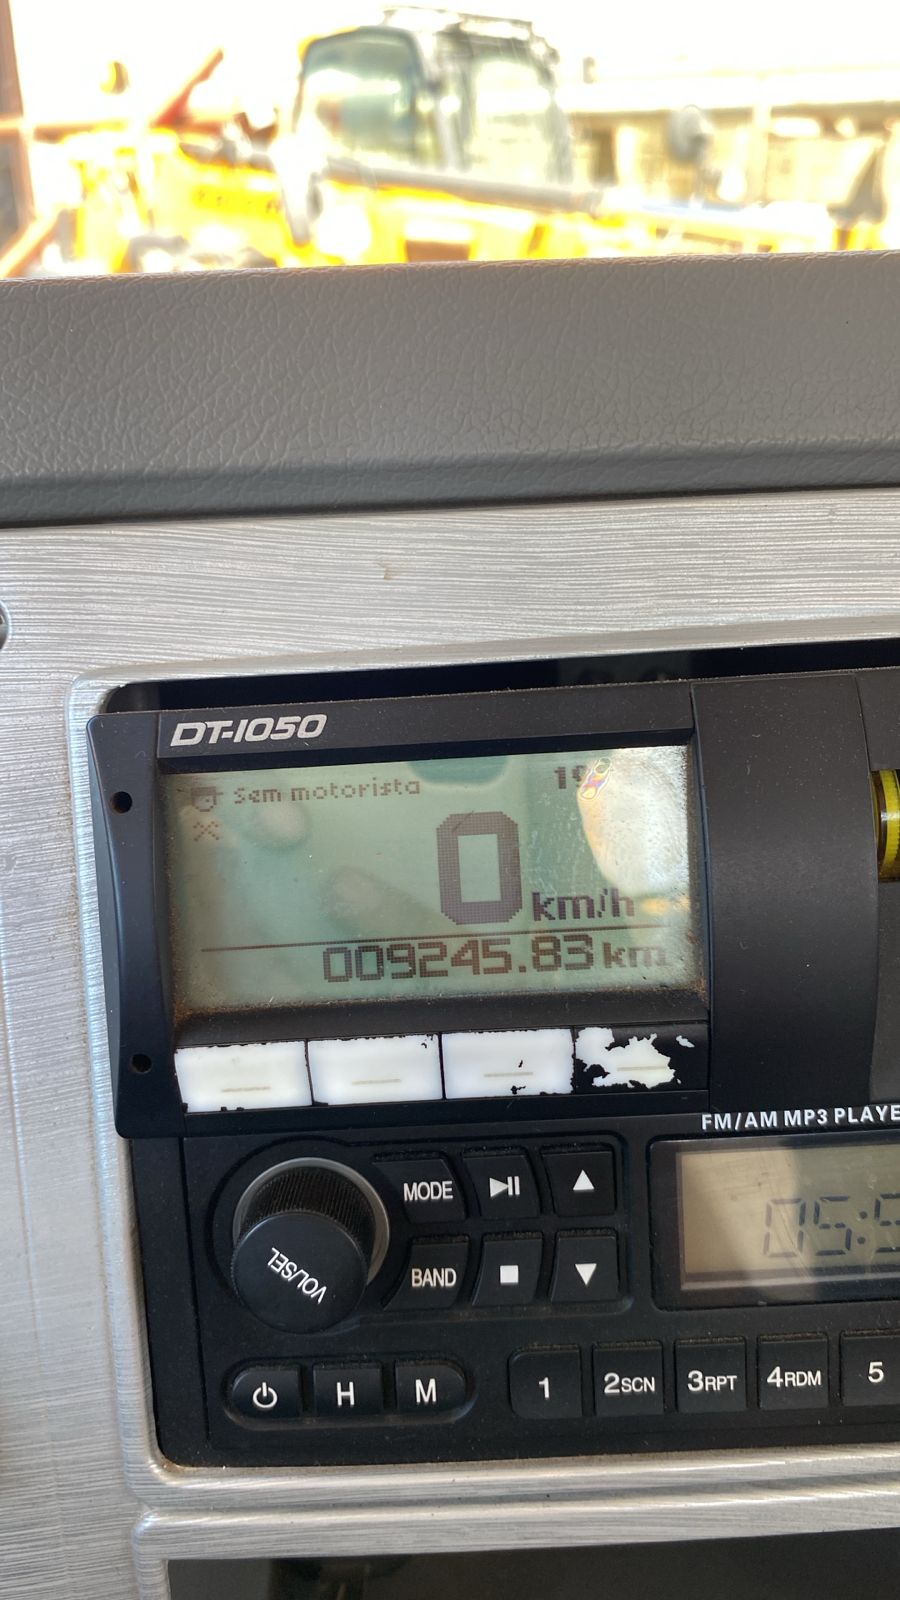 DT-1050
Sem motorista
0 km/h
009245.83 km
FM/AM MP3 PLAYE
MODE
BAND
VOL/SEL
H M
1 2SCN 3RPT 4RDM 5